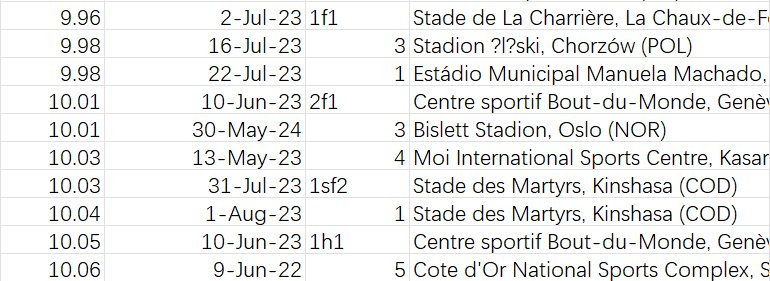 9.96 2-Jul-23 1f1 Stade de La Charrière, La Chaux-de-F
9.98 16-Jul-23 3 Stadion ?l?ski, Chorzów (POL)
9.98 22-Jul-23 1 Estádio Municipal Manuela Machado,
10.01 10-Jun-23 2f1 Centre sportif Bout-du-Monde, Genèv
10.01 30-May-24 3 Bislett Stadion, Oslo (NOR)
10.03 13-May-23 4 Moi International Sports Centre, Kasar
10.03 31-Jul-23 1sf2 Stade des Martyrs, Kinshasa (COD)
10.04 1-Aug-23 1 Stade des Martyrs, Kinshasa (COD)
10.05 10-Jun-23 1h1 Centre sportif Bout-du-Monde, Genèv
10.06 9-Jun-22 5 Cote d'Or National Sports Complex, S